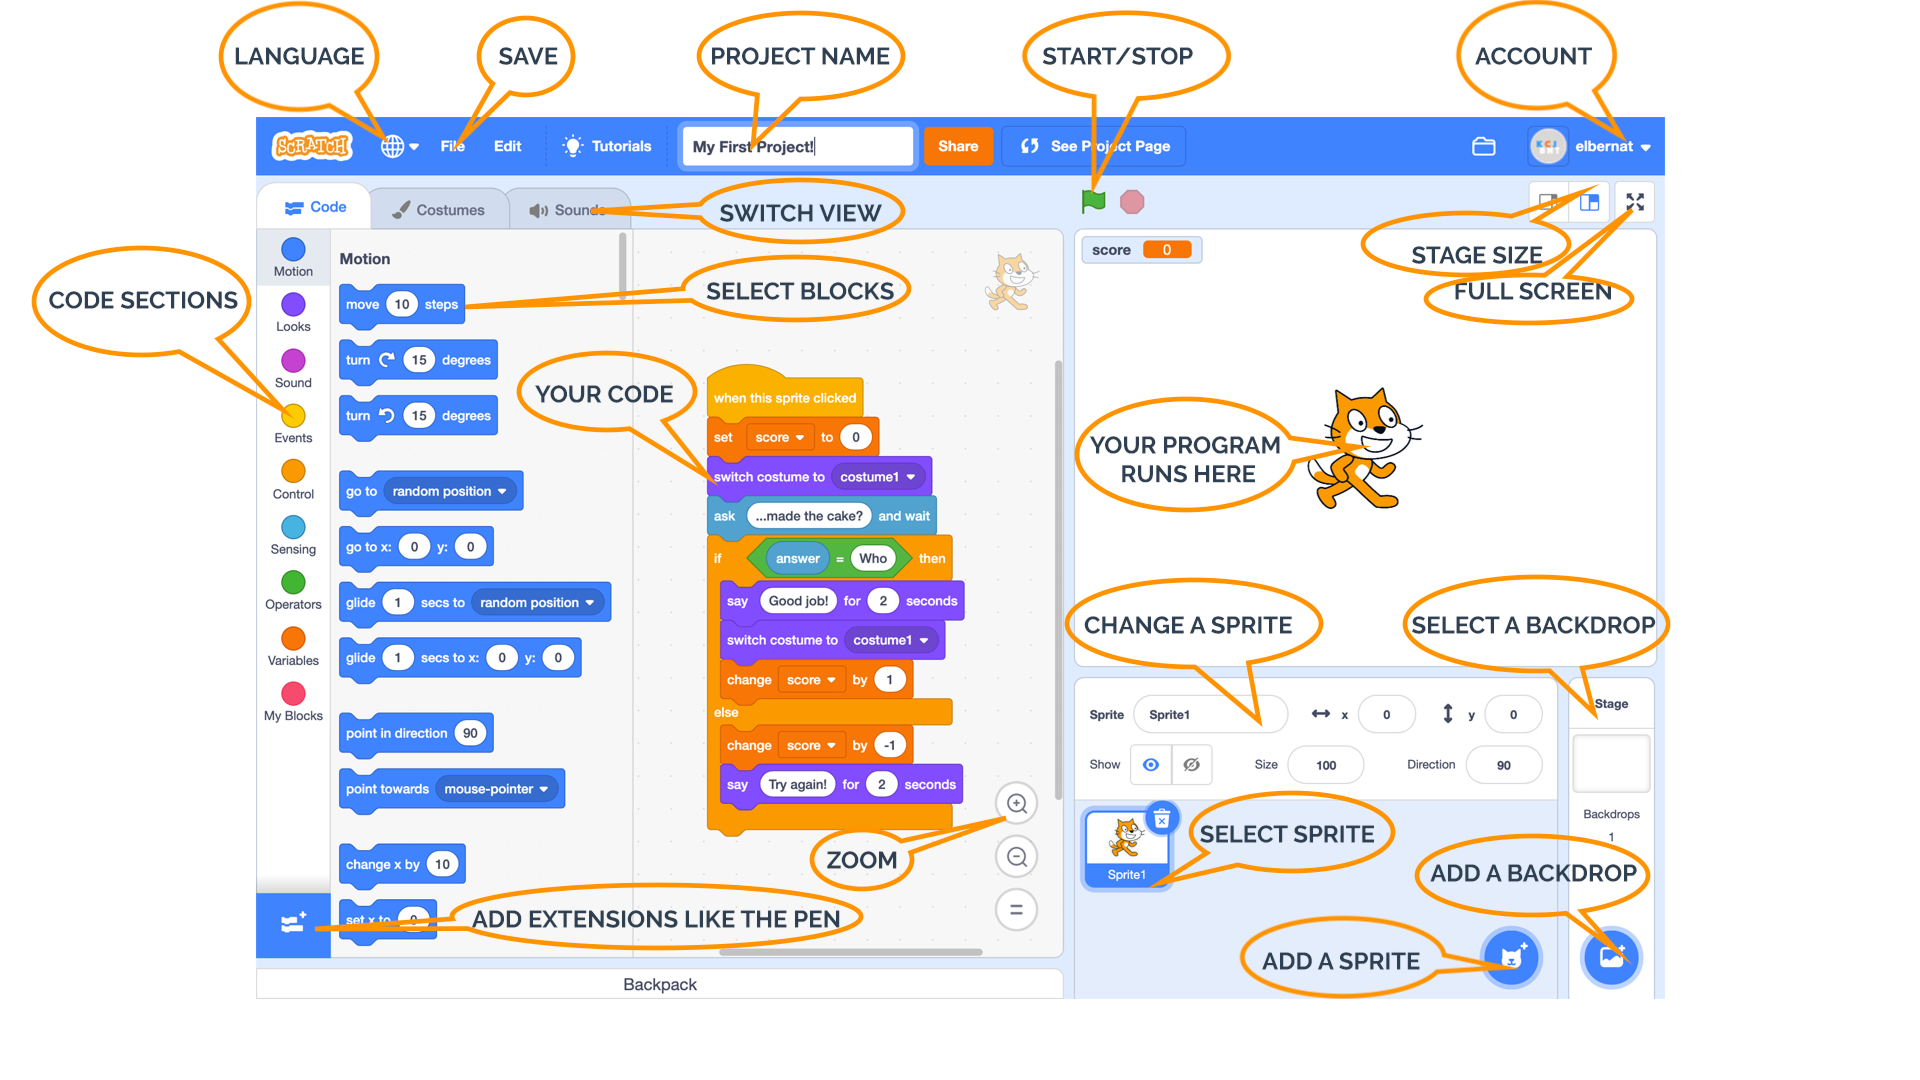 LANGUAGE
SAVE
PROJECT NAME
START/STOP
ACCOUNT
SCRATCH
File
Edit
Tutorials
My First Project!
Share
See Project Page
KCJ
elbernat
Code
Costumes
Sounds
SWITCH VIEW
STAGE SIZE
FULL SCREEN
CODE SECTIONS
Motion
Looks
Sound
Events
Control
Sensing
Operators
Variables
My Blocks
Motion
move 10 steps
turn 15 degrees
turn 15 degrees
go to random position
go to x: 0 y: 0
glide 1 secs to random position
glide 1 secs to x: 0 y: 0
point in direction 90
point towards mouse-pointer
change x by 10
set x to 0
SELECT BLOCKS
YOUR CODE
when this sprite clicked
set score to 0
switch costume to costume1
ask ...made the cake? and wait
if answer = Who then
say Good job! for 2 seconds
switch costume to costume1
change score by 1
else
change score by -1
say Try again! for 2 seconds
ZOOM
ADD EXTENSIONS LIKE THE PEN
Backpack
score 0
YOUR PROGRAM
RUNS HERE
CHANGE A SPRITE
SELECT A BACKDROP
Sprite Sprite1 x 0 y 0
Show Size 100 Direction 90
Stage
Backdrops
1
Sprite1
SELECT SPRITE
ADD A BACKDROP
ADD A SPRITE